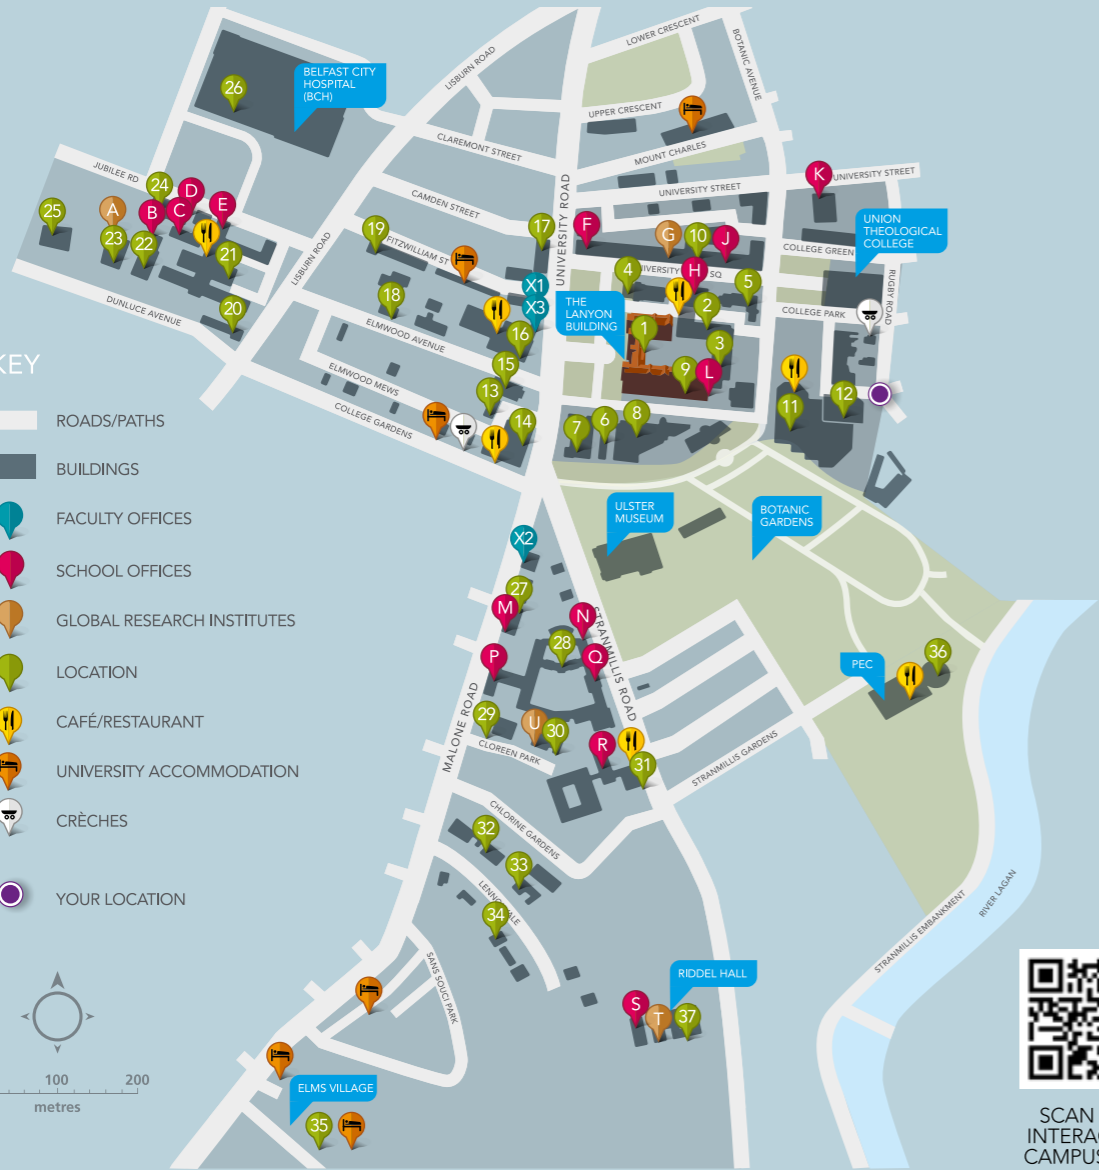 LOWER CRESCENT
BOTANIC AVENUE
LISBURN ROAD
UPPER CRESCENT
BELFAST CITY
HOSPITAL
(BCH)
26
CLAREMONT STREET
MOUNT CHARLES
JUBILEE RD
CAMDEN STREET
UNIVERSITY ROAD
UNIVERSITY STREET
K
UNIVERSITY STREET
24
D
25
A
B
C
E
23
22
21
19
FITZWILLIAM ST
17
F
G
10
J
UNION
THEOLOGICAL
COLLEGE
COLLEGE GREEN
LISBURN ROAD
4
H
5
RUGBY ROAD
X1
X3
18
THE
LANYON
BUILDING
2
COLLEGE PARK
DUNLUCE AVENUE
20
ELMWOOD AVENUE
16
1
3
15
9
L
ELMWOOD MEWS
13
COLLEGE GARDENS
14
7
6
8
11
12
KEY
ROADS/PATHS
BUILDINGS
FACULTY OFFICES
SCHOOL OFFICES
GLOBAL RESEARCH INSTITUTES
LOCATION
CAFÉ/RESTAURANT
UNIVERSITY ACCOMMODATION
CRÈCHES
YOUR LOCATION
ULSTER
MUSEUM
BOTANIC
GARDENS
X2
27
M
N
STRANMILLIS ROAD
28
P
Q
36
PEC
MALONE ROAD
29
U
30
R
31
CLOREEN PARK
STRANMILLIS GARDENS
CHLORINE GARDENS
32
33
34
RIVER LAGAN
STRANMILLIS EMBANKMENT
SANS SOUCI PARK
RIDDEL HALL
S
T
37
100
200
metres
ELMS VILLAGE
35
SCAN
INTERA
CAMPUS